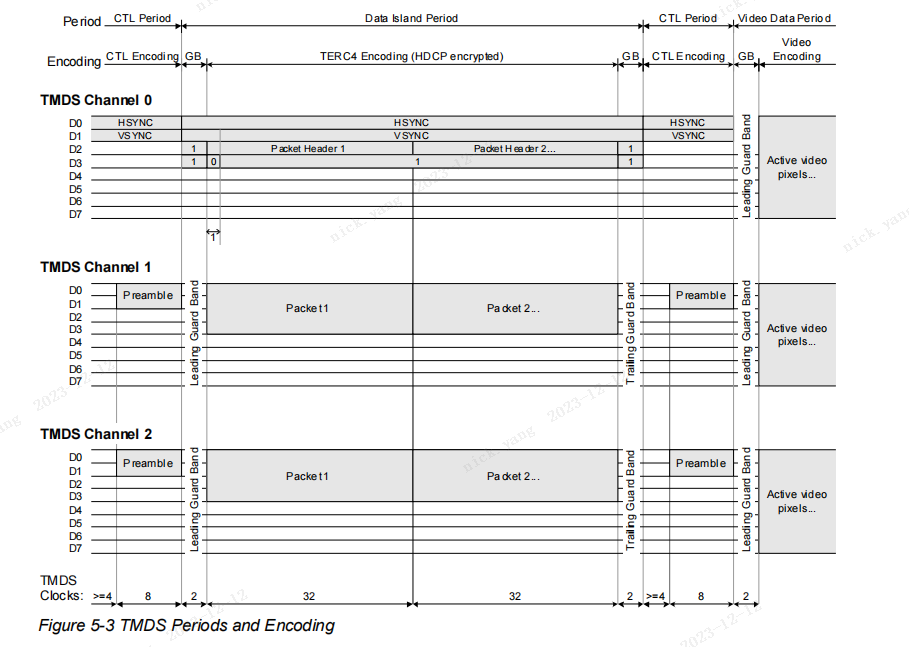 Period CTL Period Data Island Period CTL Period Video Data Period
Encoding CTL Encoding GB TERC4 Encoding (HDCP encrypted) GB CTL Encoding GB Video Encoding
TMDS Channel 0
D0 HSYNC HSYNC HSYNC
D1 VSYNC VSYNC VSYNC
D2 1 Packet Header 1 Packet Header 2... 1
D3 1 0 1 1
D4
D5
D6
D7
Leading Guard Band
Active video
pixels...
1
TMDS Channel 1
D0
D1
D2
D3
D4
D5
D6
D7
Preamble
Leading Guard Band
Packet 1
Packet 2...
Trailing Guard Band
Preamble
Leading Guard Band
Active video
pixels...
TMDS Channel 2
D0
D1
D2
D3
D4
D5
D6
D7
Preamble
Leading Guard Band
Packet 1
Packet 2...
Trailing Guard Band
Preamble
Leading Guard Band
Active video
pixels...
TMDS
Clocks: >=4 8 2 32 32 2 >=4 8 2
Figure 5-3 TMDS Periods and Encoding
nick.yang 2023-12-12